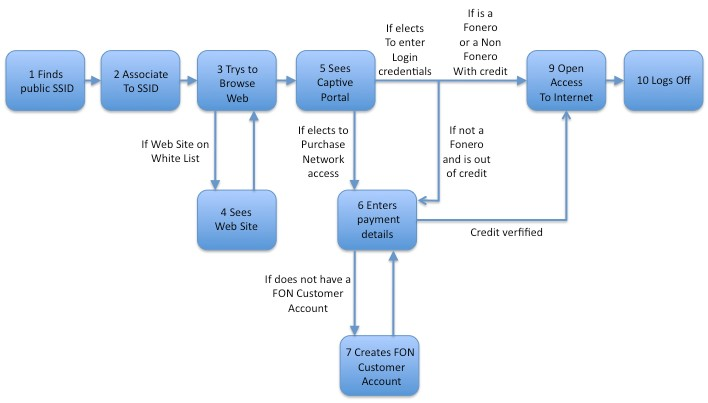 1 Finds
public SSID
2 Associate
To SSID
3 Trys to
Browse
Web
5 Sees
Captive
Portal
If elects
To enter
Login
credentials
If is a
Fonero
or a Non
Fonero
With credit
9 Open
Access
To Internet
10 Logs Off
If Web Site on
White List
If elects to
Purchase
Network
access
If not a
Fonero
and is out
of credit
4 Sees
Web Site
6 Enters
payment
details
Credit verfified
If does not have a
FON Customer
Account
7 Creates FON
Customer
Account